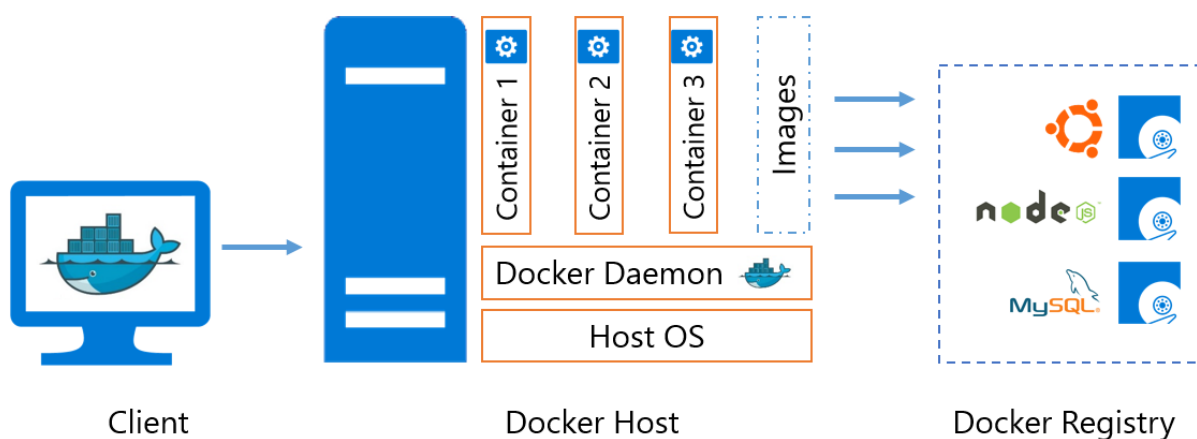 Container 1
Container 2
Container 3
Images
Docker Daemon
Host OS
node
JS
MySQL
Client
Docker Host
Docker Registry